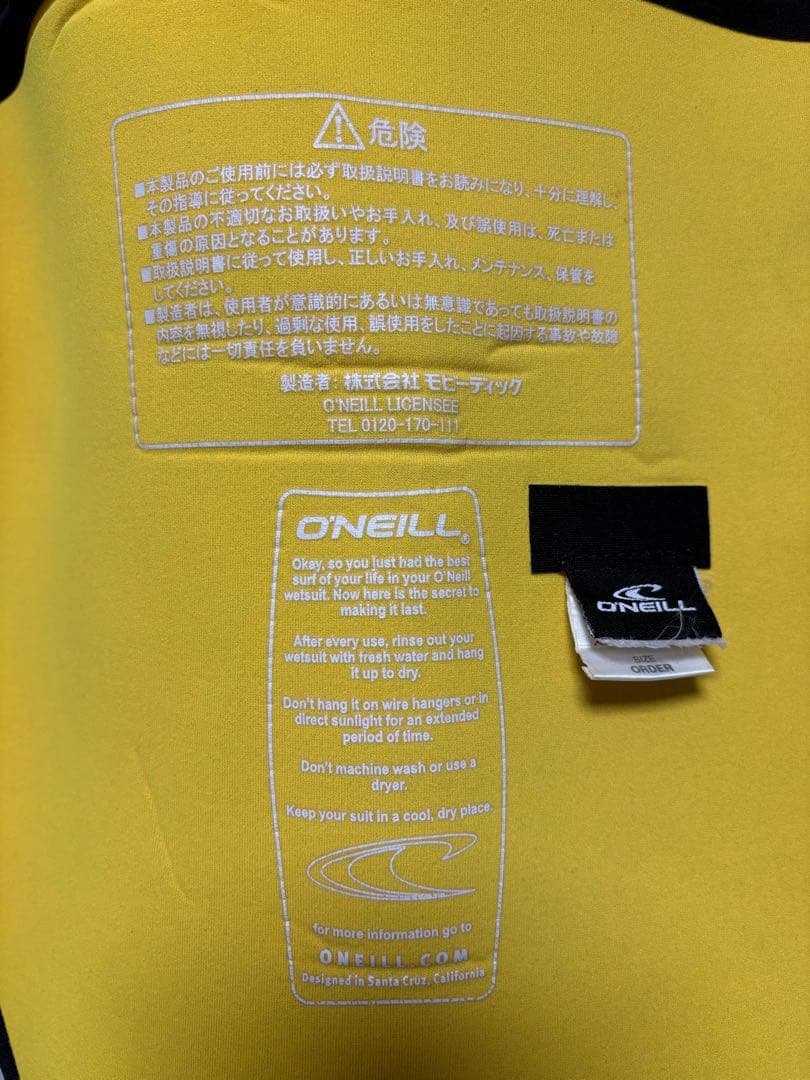 ⚠危険
■本製品のご使用前には必ず取扱説明書をお読みになり、十分に理解し、
その指導に従ってください。
■本製品の不適切なお取扱いやお手入れ、及び誤使用は、死亡または
重傷の原因となることがあります。
■取扱説明書に従って使用し、正しいお手入れ、メンテナンス、保管を
してください。
■製造者は、使用者が意識的にあるいは無意識であっても取扱説明書の
内容を無視したり、過剰な使用、誤使用をしたことに起因する事故や故障
などには一切責任を負いません。
製造者：株式会社 モビーディック
O'NEILL LICENSEE
TEL 0120-170-111
O'NEILL®
Okay, so you just had the best
surf of your life in your O'Neill
wetsuit. Now here is the secret to
making it last.
After every use, rinse out your
wetsuit with fresh water and hang
it up to dry.
Don't hang it on wire hangers or in
direct sunlight for an extended
period of time.
Don't machine wash or use a
dryer.
Keep your suit in a cool, dry place.
for more information go to
ONEILL.COM
Designed in Santa Cruz, California
O'NEILL
SIZE
ORDER